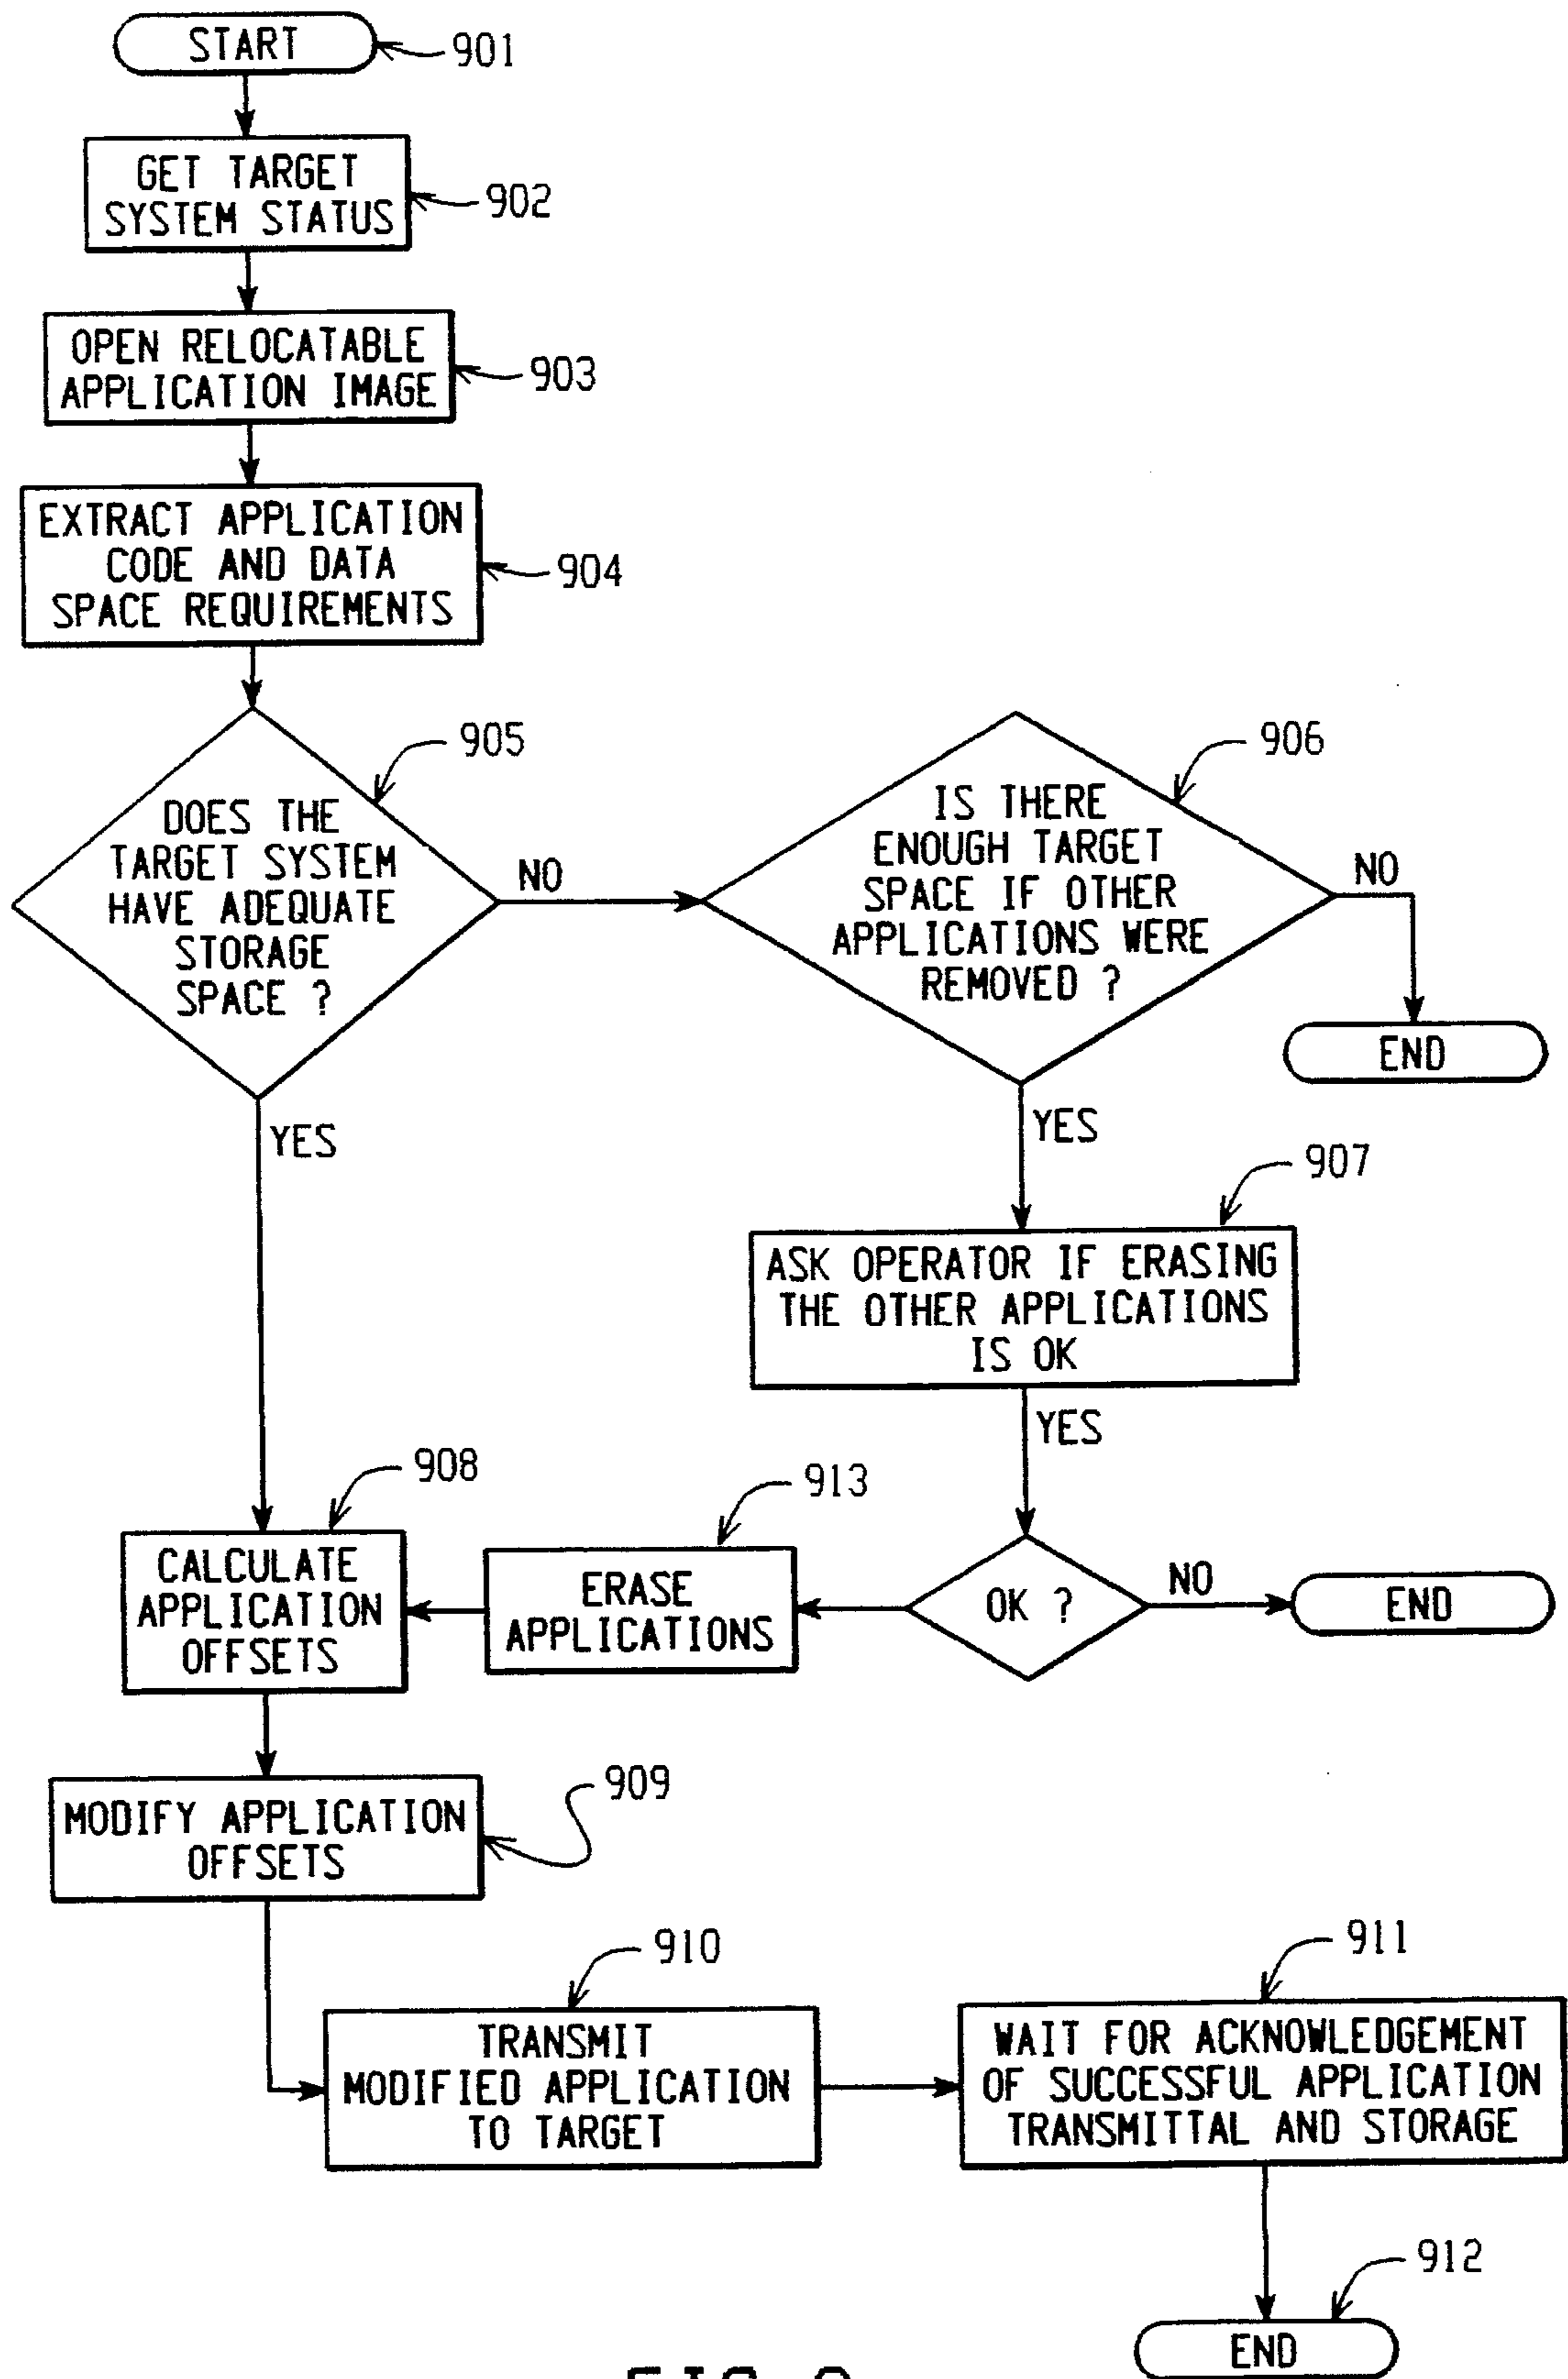 START
901
GET TARGET
SYSTEM STATUS
902
OPEN RELOCATABLE
APPLICATION IMAGE
903
EXTRACT APPLICATION
CODE AND DATA
SPACE REQUIREMENTS
904
905
DOES THE
TARGET SYSTEM
HAVE ADEQUATE
STORAGE
SPACE ?
NO
YES
906
IS THERE
ENOUGH TARGET
SPACE IF OTHER
APPLICATIONS WERE
REMOVED ?
NO
END
YES
907
ASK OPERATOR IF ERASING
THE OTHER APPLICATIONS
IS OK
YES
OK ?
NO
END
913
ERASE
APPLICATIONS
908
CALCULATE
APPLICATION
OFFSETS
909
MODIFY APPLICATION
OFFSETS
910
TRANSMIT
MODIFIED APPLICATION
TO TARGET
911
WAIT FOR ACKNOWLEDGEMENT
OF SUCCESSFUL APPLICATION
TRANSMITTAL AND STORAGE
912
END